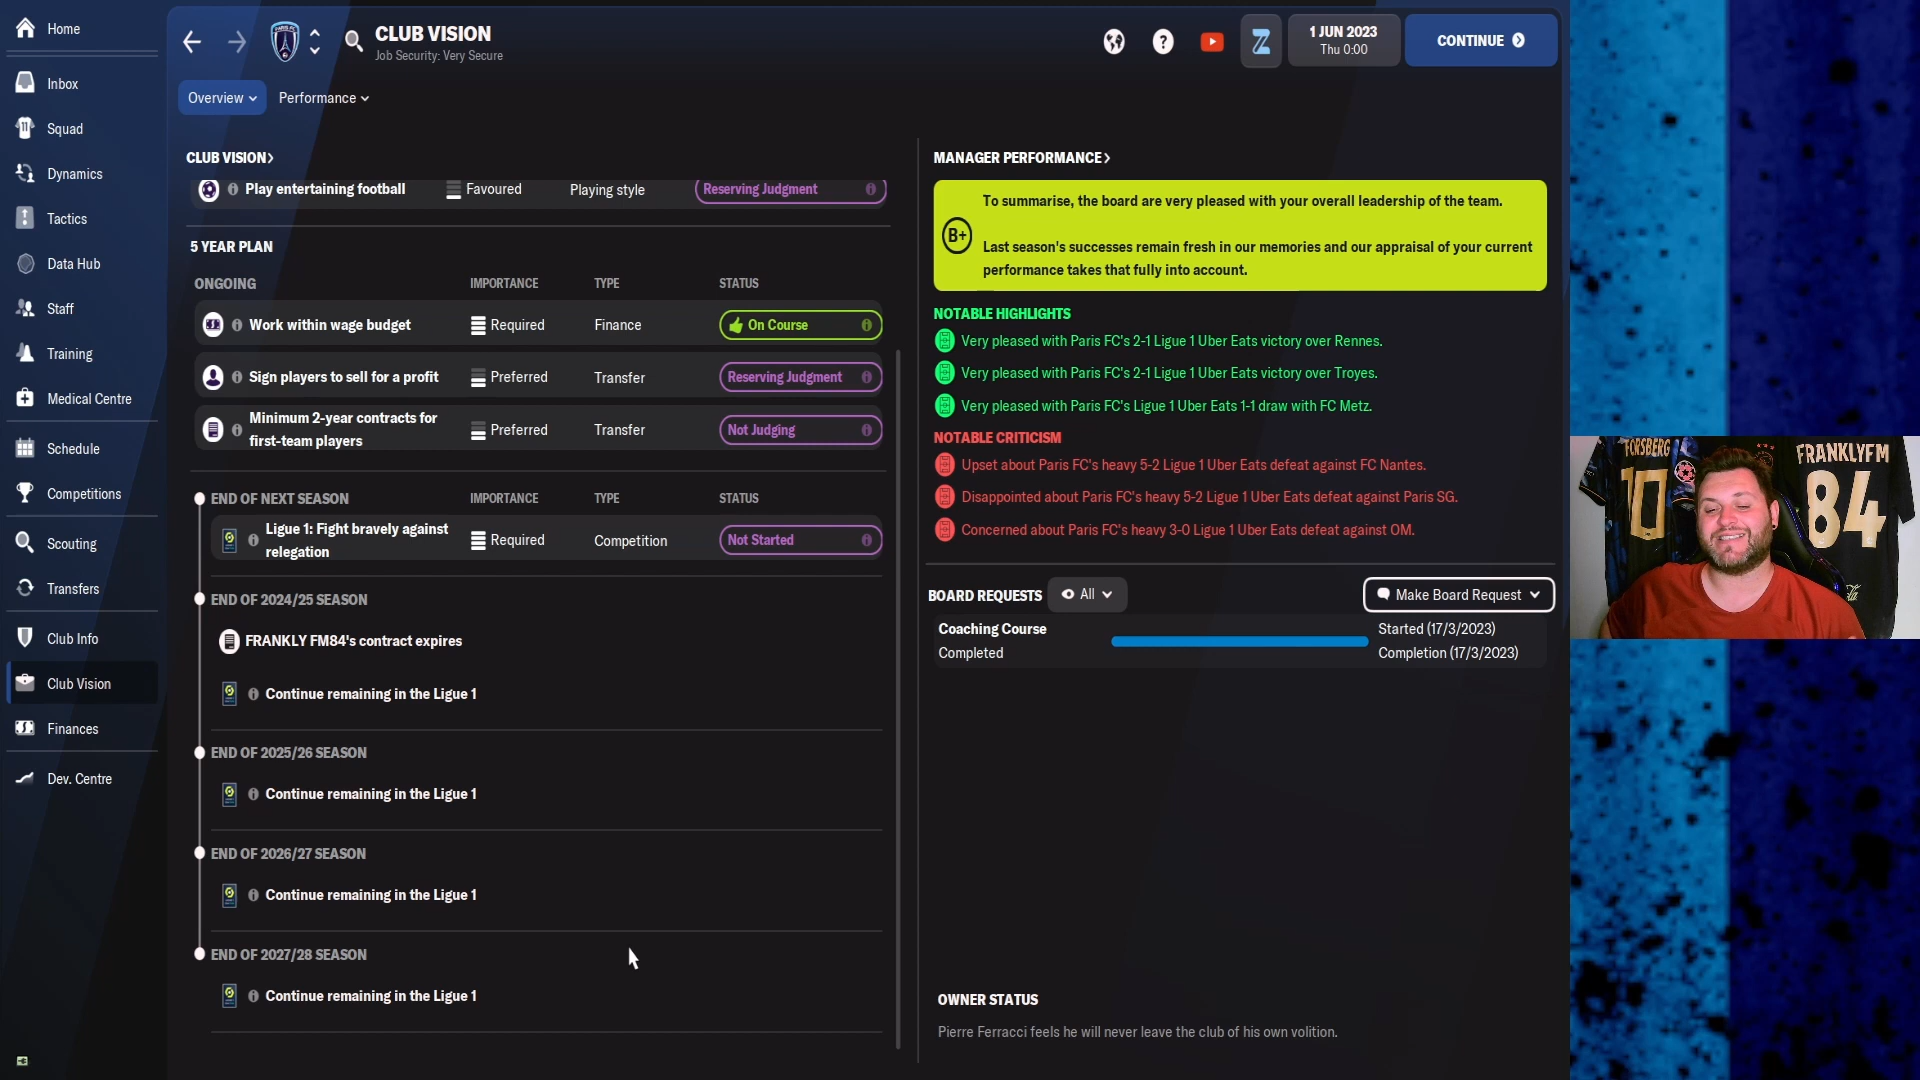 Home
Inbox
Squad
Dynamics
Tactics
Data Hub
Staff
Training
Medical Centre
Schedule
Competitions
Scouting
Transfers
Club Info
Club Vision
Finances
Dev. Centre
CLUB VISION
Job Security: Very Secure
1 JUN 2023
Thu 0:00
CONTINUE
Overview
Performance
CLUB VISION
Play entertaining football Favoured Playing style Reserving Judgment
5 YEAR PLAN
ONGOING IMPORTANCE TYPE STATUS
Work within wage budget Required Finance On Course
Sign players to sell for a profit Preferred Transfer Reserving Judgment
Minimum 2-year contracts for
first-team players Preferred Transfer Not Judging
END OF NEXT SEASON IMPORTANCE TYPE STATUS
Ligue 1: Fight bravely against
relegation Required Competition Not Started
END OF 2024/25 SEASON
FRANKLY FM84's contract expires
Continue remaining in the Ligue 1
END OF 2025/26 SEASON
Continue remaining in the Ligue 1
END OF 2026/27 SEASON
Continue remaining in the Ligue 1
END OF 2027/28 SEASON
Continue remaining in the Ligue 1
MANAGER PERFORMANCE
B+
To summarise, the board are very pleased with your overall leadership of the team.
Last season's successes remain fresh in our memories and our appraisal of your current
performance takes that fully into account.
NOTABLE HIGHLIGHTS
Very pleased with Paris FC's 2-1 Ligue 1 Uber Eats victory over Rennes.
Very pleased with Paris FC's 2-1 Ligue 1 Uber Eats victory over Troyes.
Very pleased with Paris FC's Ligue 1 Uber Eats 1-1 draw with FC Metz.
NOTABLE CRITICISM
Upset about Paris FC's heavy 5-2 Ligue 1 Uber Eats defeat against FC Nantes.
Disappointed about Paris FC's heavy 5-2 Ligue 1 Uber Eats defeat against Paris SG.
Concerned about Paris FC's heavy 3-0 Ligue 1 Uber Eats defeat against OM.
BOARD REQUESTS All Make Board Request
Coaching Course Started (17/3/2023)
Completed Completion (17/3/2023)
OWNER STATUS
Pierre Ferracci feels he will never leave the club of his own volition.
FORSBERG
10
FRANKLYFM
84